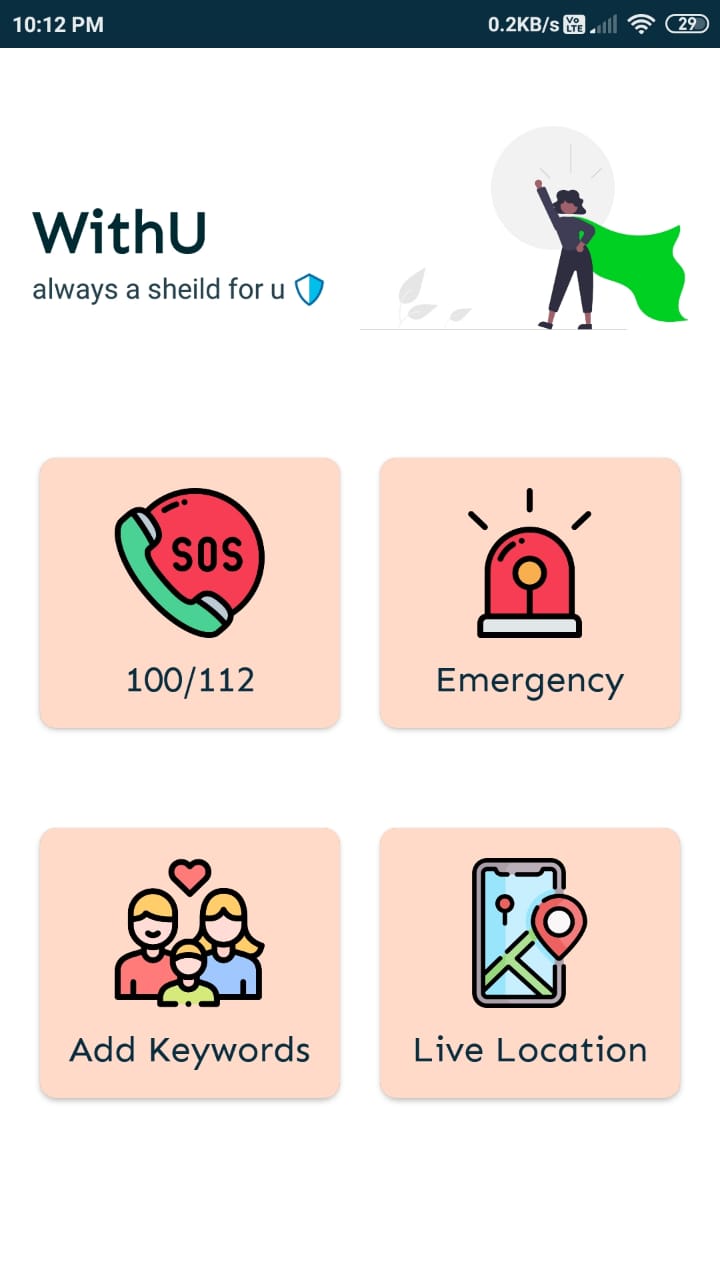 10:12 PM 0.2KB/s Vo LTE 29
WithU
always a sheild for u
SOS
100/112
Emergency
Add Keywords
Live Location